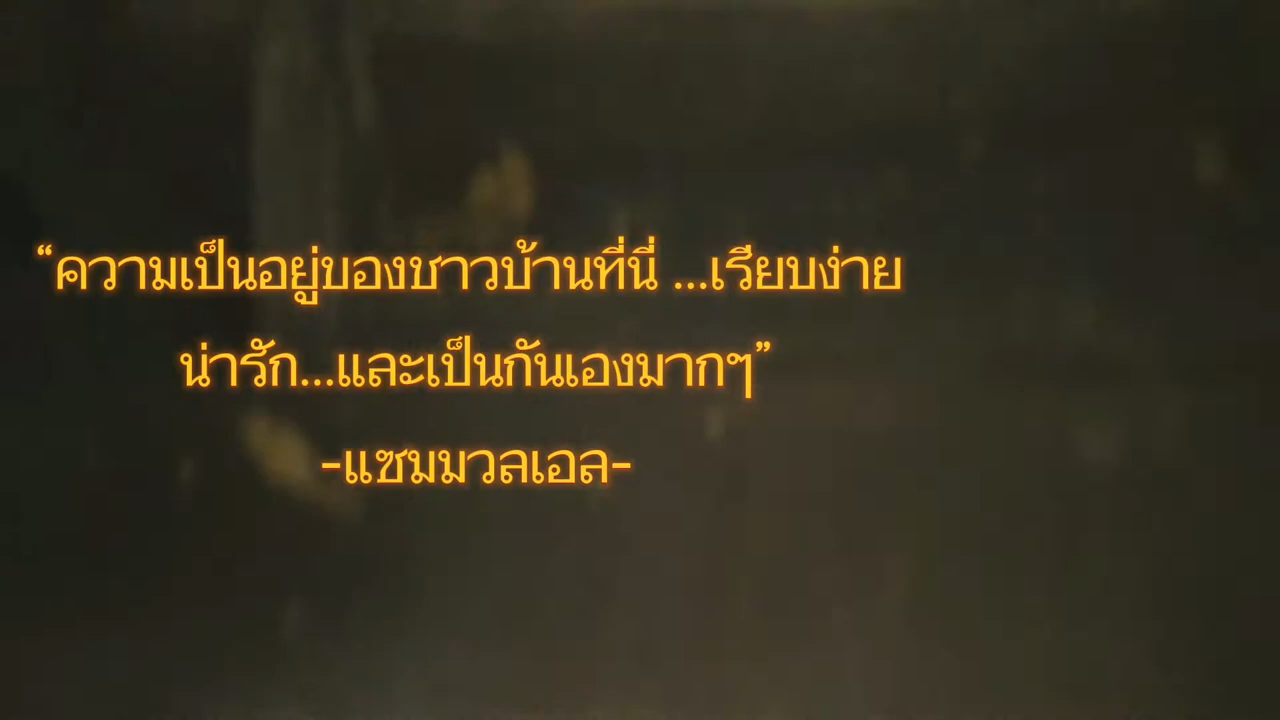 “ความเป็นอยู่ของชาวบ้านที่นี่ ...เรียบง่าย
น่ารัก...และเป็นกันเองมากๆ”
-แซมมวลเอล-